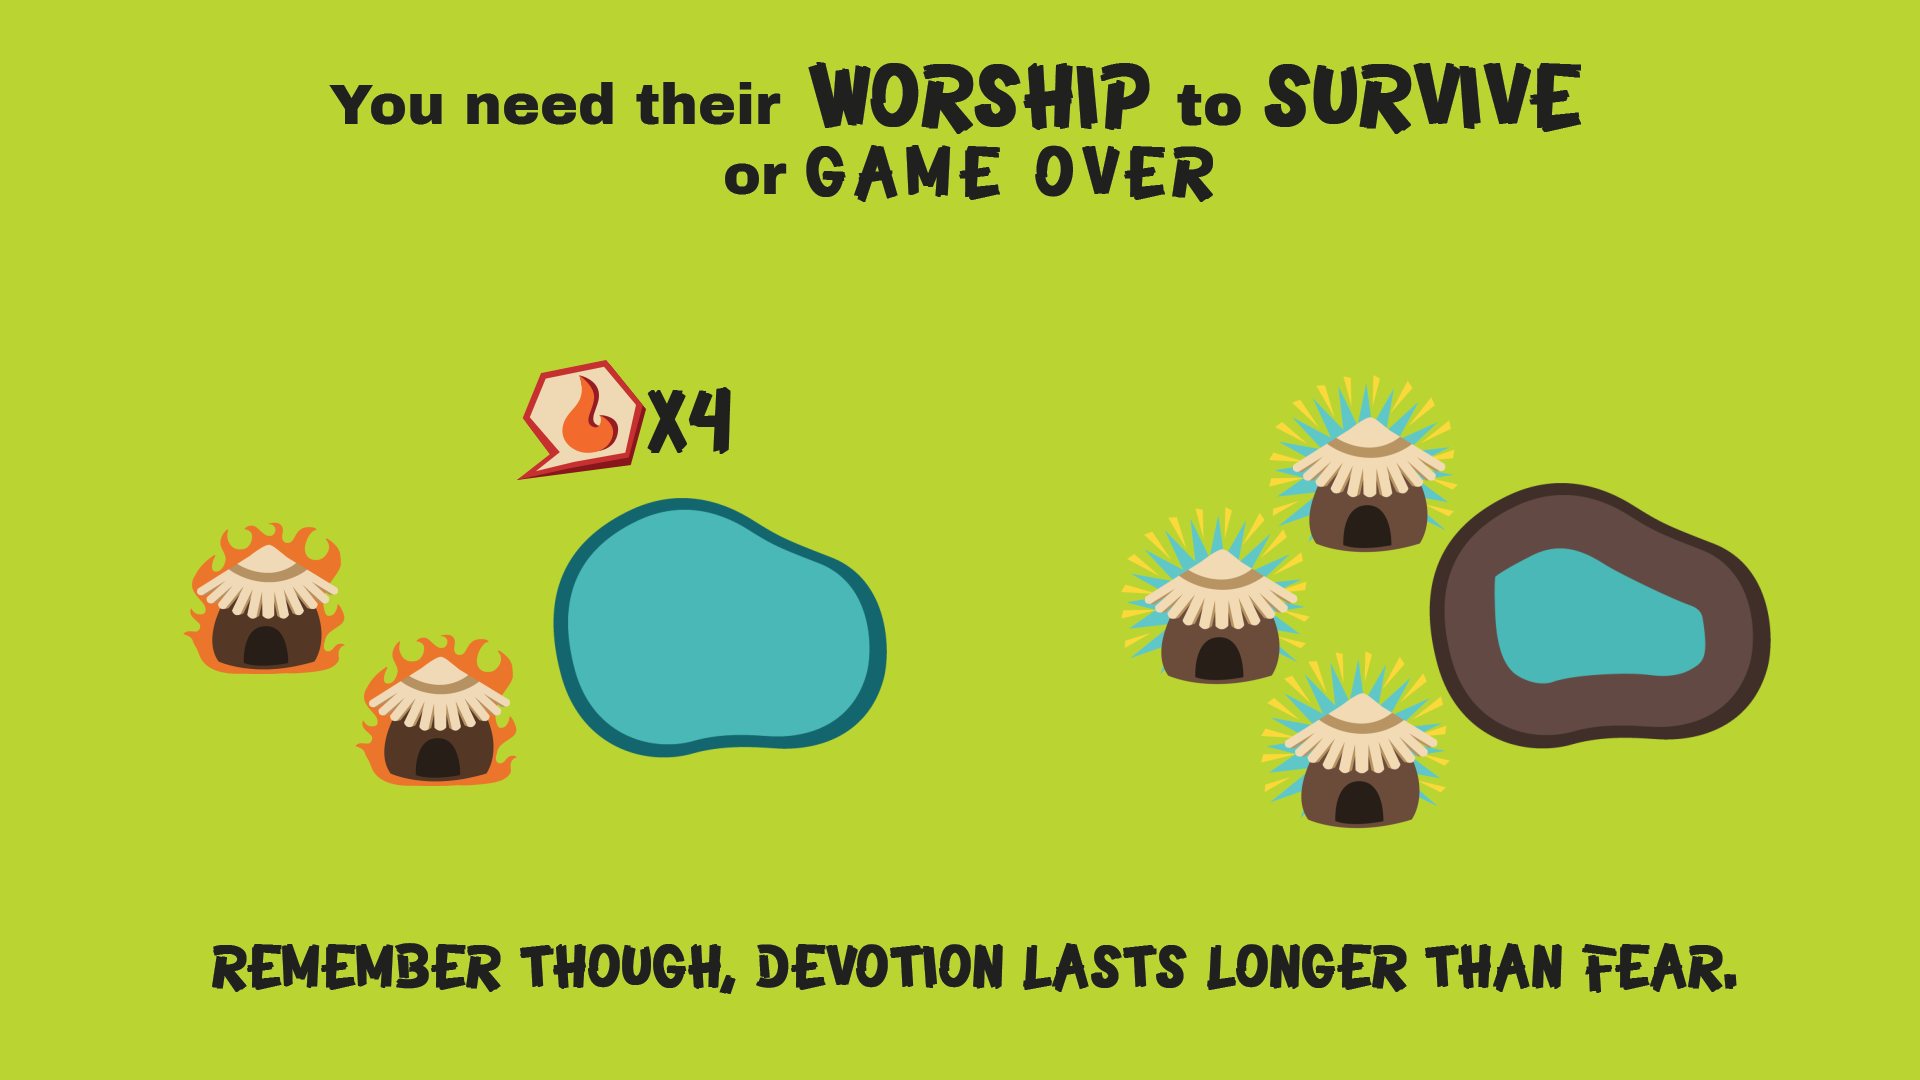 You need their WORSHIP to SURVIVE
or GAME OVER
X4
REMEMBER THOUGH, DEVOTION LASTS LONGER THAN FEAR.